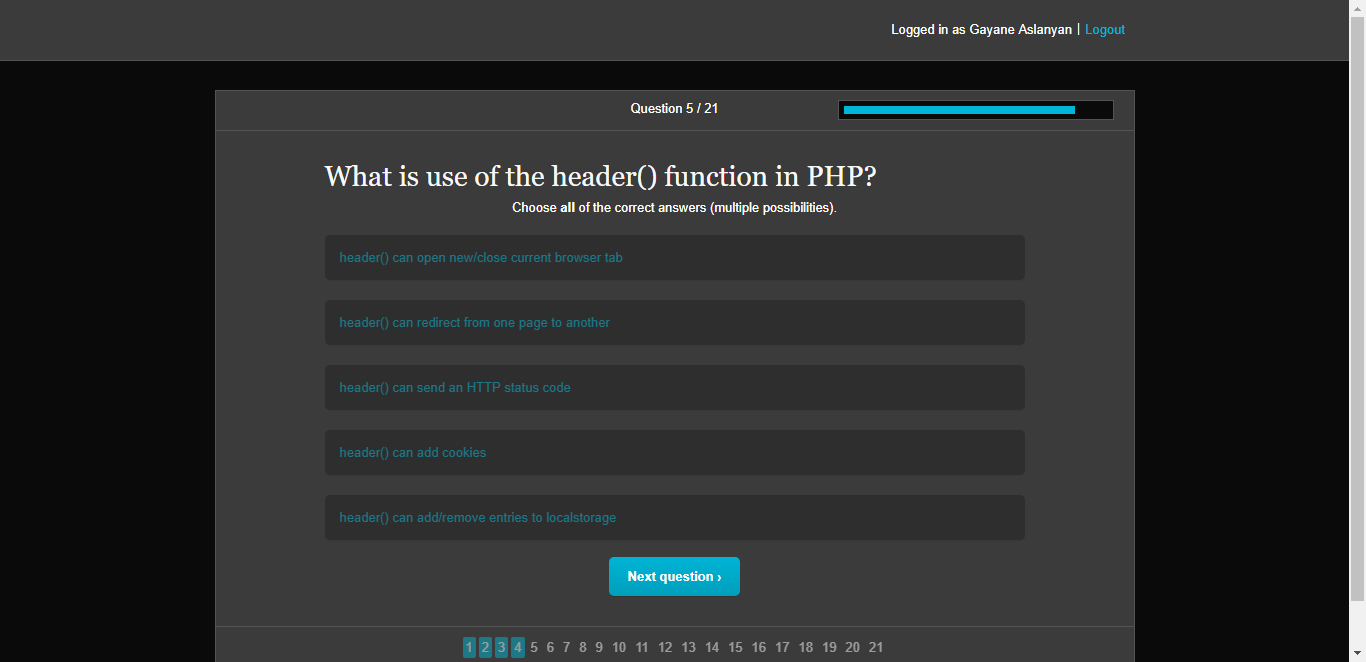 Logged in as Gayane Aslanyan | Logout
Question 5 / 21
What is use of the header() function in PHP?
Choose all of the correct answers (multiple possibilities).
header() can open new/close current browser tab
header() can redirect from one page to another
header() can send an HTTP status code
header() can add cookies
header() can add/remove entries to localstorage
Next question ›
1 2 3 4 5 6 7 8 9 10 11 12 13 14 15 16 17 18 19 20 21